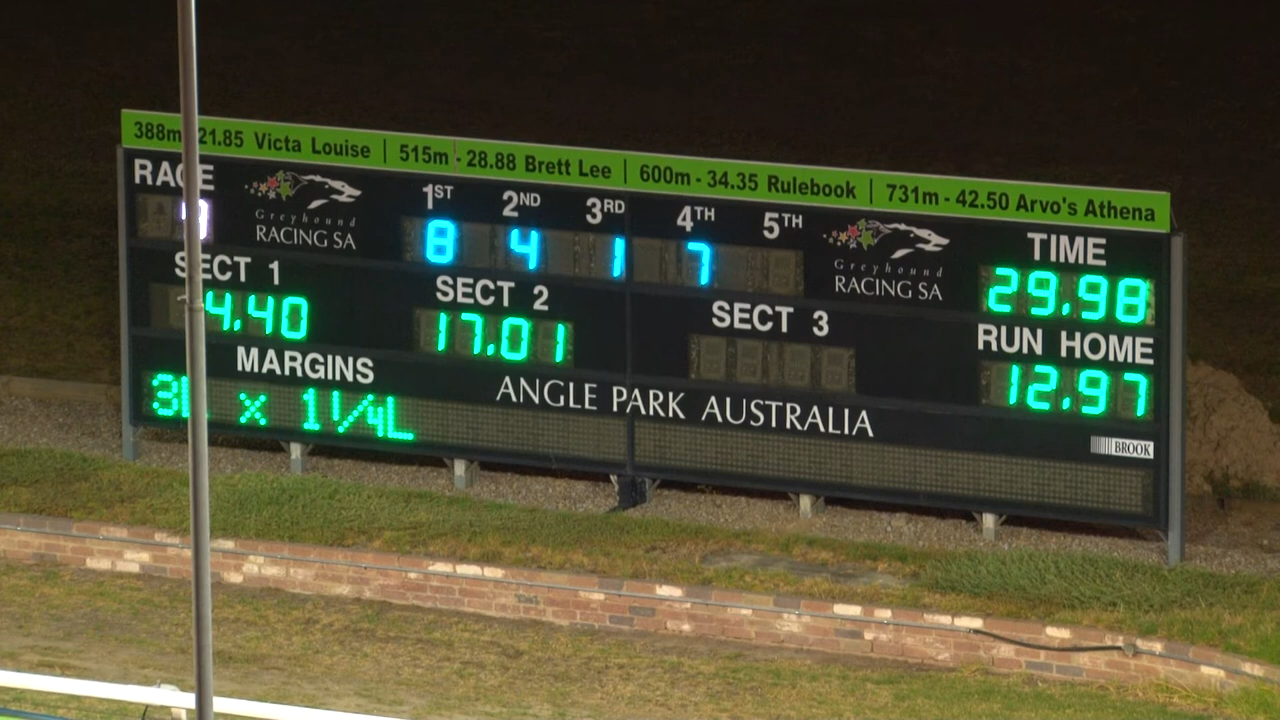 388m 21.85 Victa Louise | 515m - 28.88 Brett Lee | 600m - 34.35 Rulebook | 731m - 42.50 Arvo's Athena
RACE
Greyhound
RACING SA
1ST 2ND 3RD 4TH 5TH
8 4 1 7
Greyhound
RACING SA
TIME
29.98
SECT 1
4.40
SECT 2
17.01
SECT 3
RUN HOME
12.97
MARGINS
3L x 1 1/4L
ANGLE PARK AUSTRALIA
BROOK